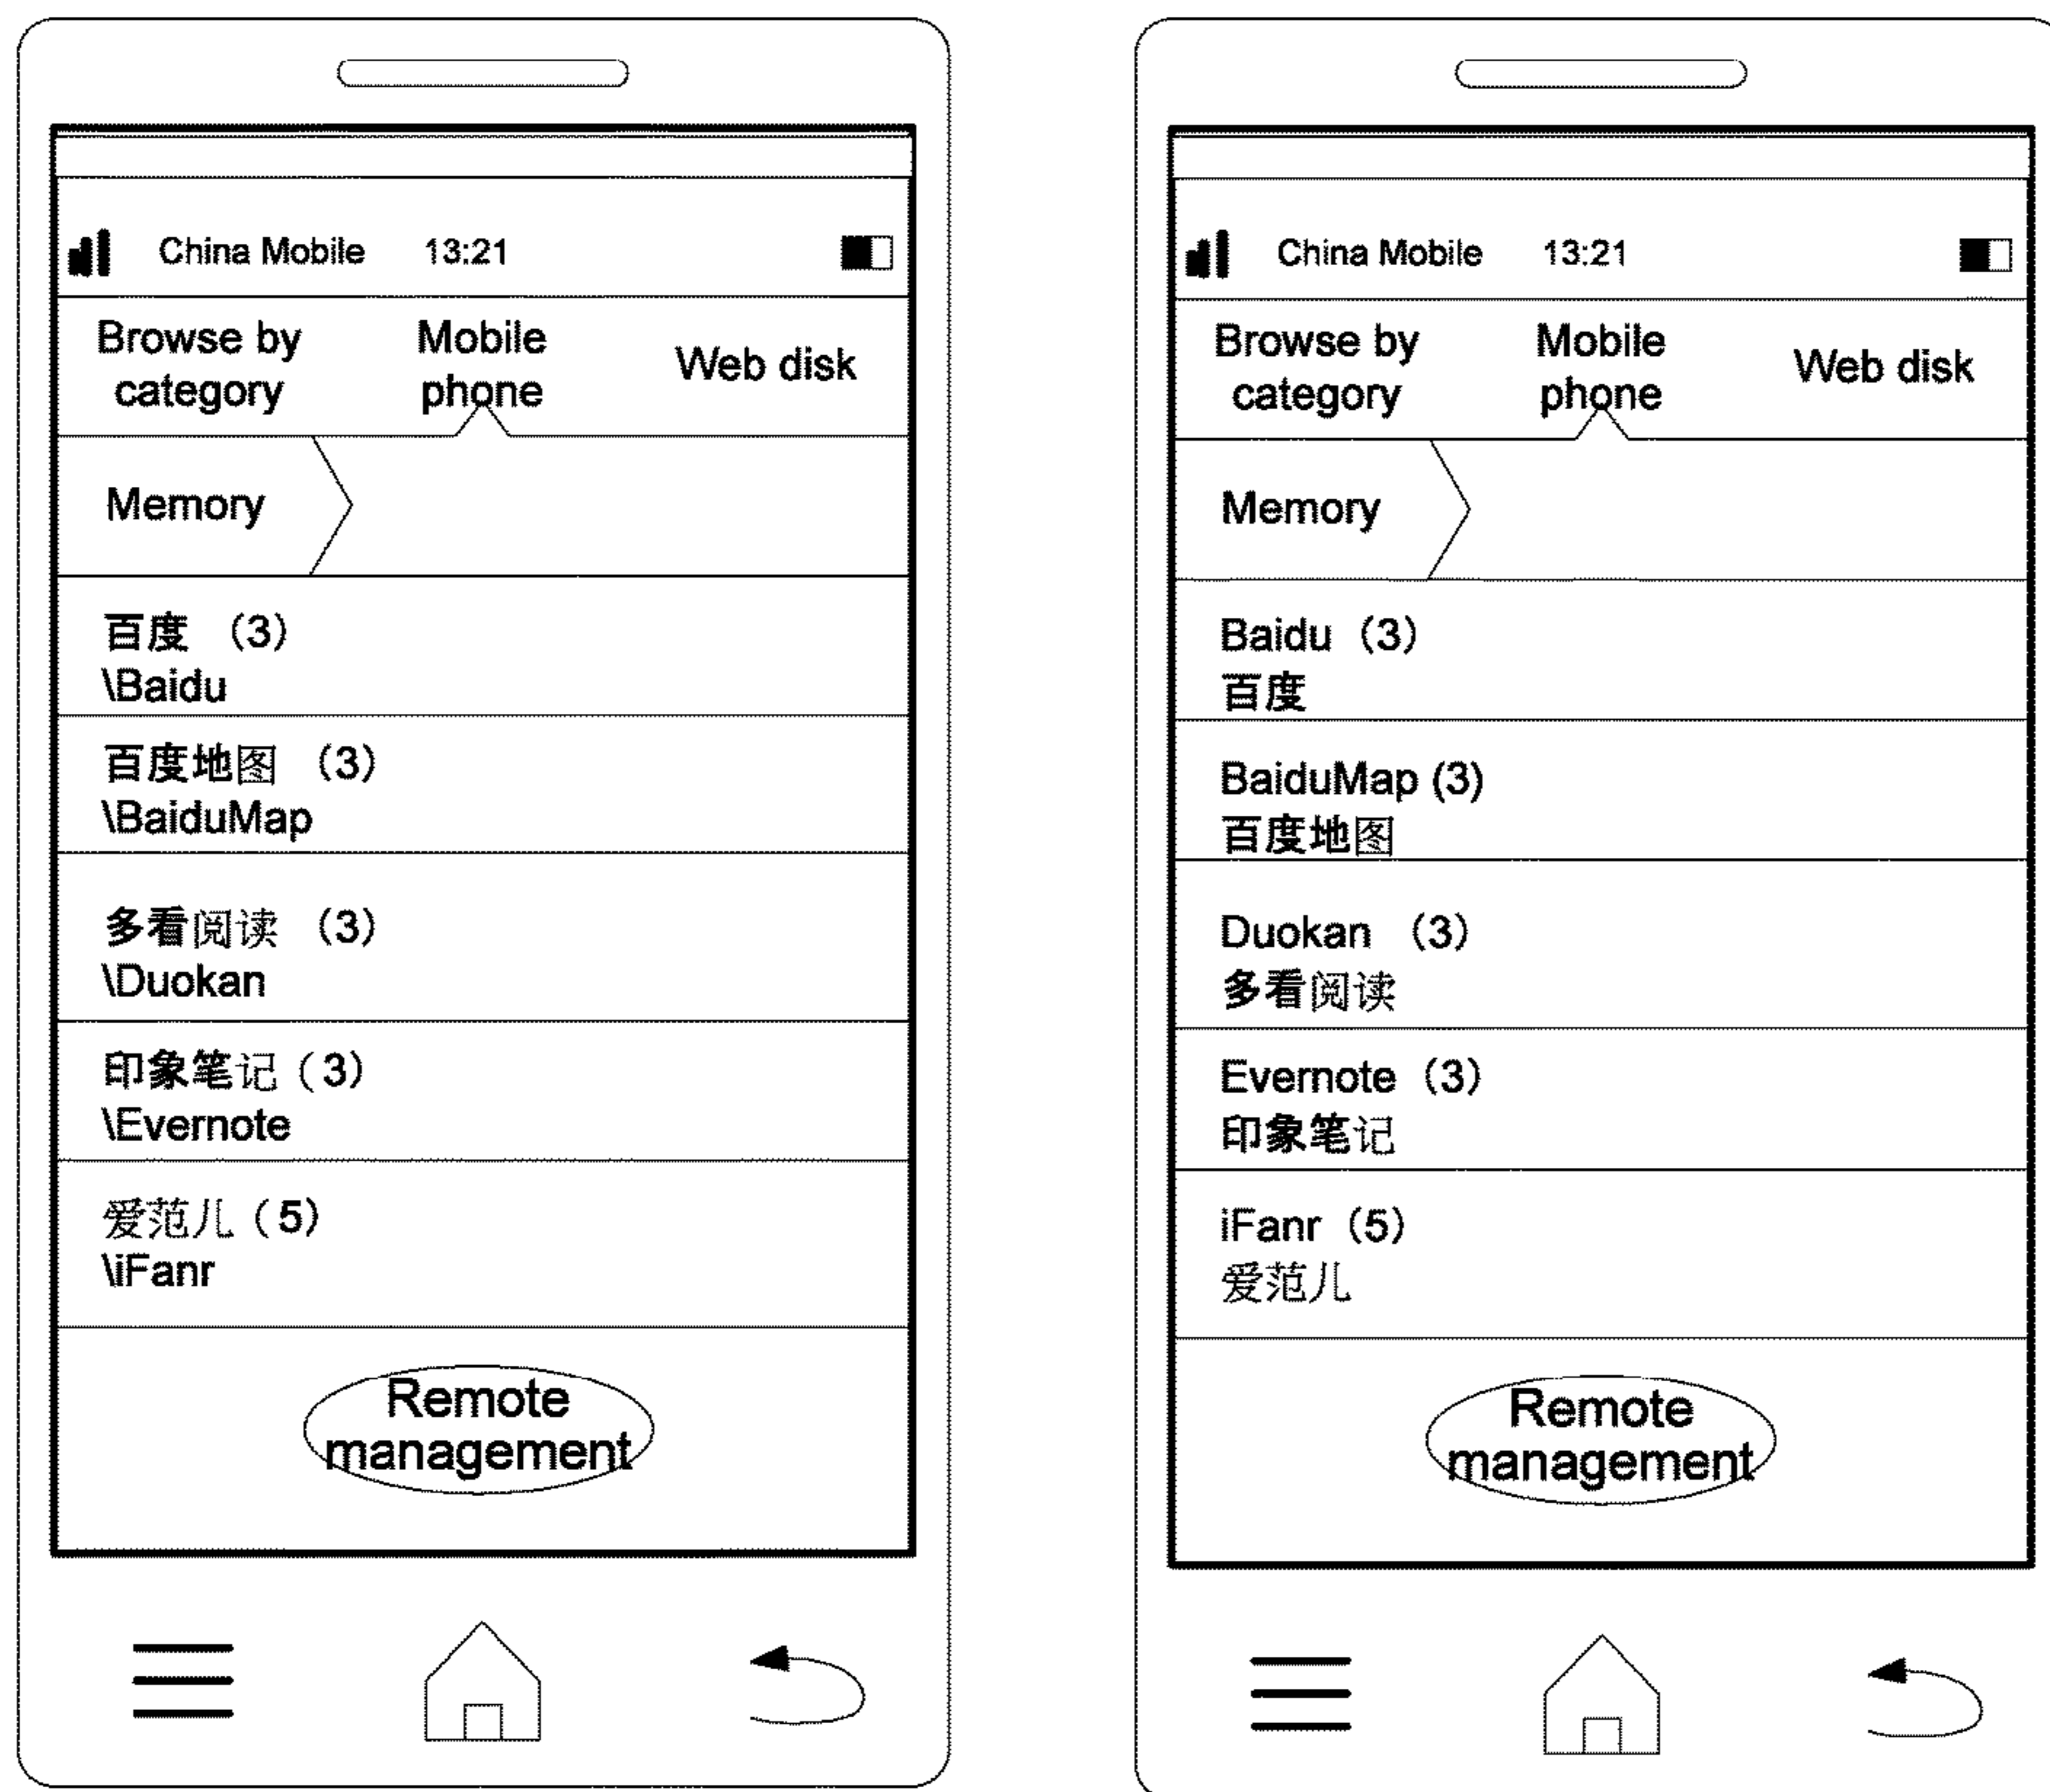 China Mobile 13:21
Browse by category
Mobile phone
Web disk
Memory
百度 （3）
\Baidu
百度地图 （3）
\BaiduMap
多看阅读 （3）
\Duokan
印象笔记（3）
\Evernote
爱范儿（5）
\iFanr
Remote
management
China Mobile 13:21
Browse by category
Mobile phone
Web disk
Memory
Baidu（3）
百度
BaiduMap (3)
百度地图
Duokan （3）
多看阅读
Evernote（3）
印象笔记
iFanr（5）
爱范儿
Remote
management